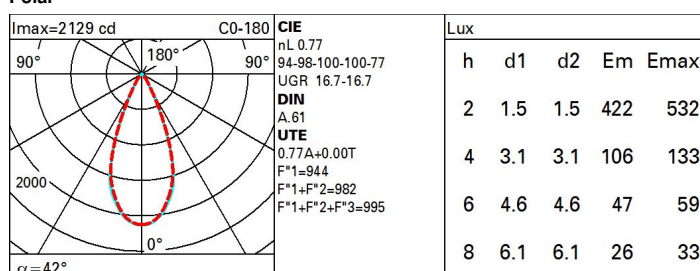 Imax=2129 cd C0-180
90° 180° 90°
2000
0°
α=42°
CIE
nL 0.77
94-98-100-100-77
UGR 16.7-16.7
DIN
A.61
UTE
0.77A+0.00T
F"1=944
F"1+F"2=982
F"1+F"2+F"3=995
Lux
h d1 d2 Em Emax
2 1.5 1.5 422 532
4 3.1 3.1 106 133
6 4.6 4.6 47 59
8 6.1 6.1 26 33